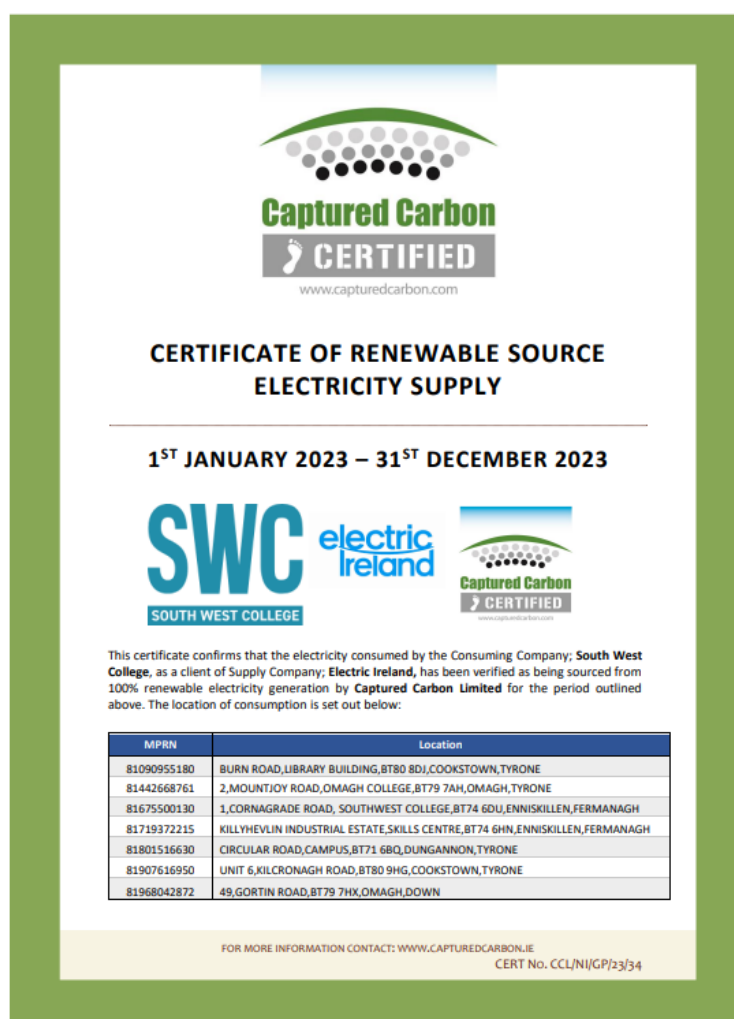 Captured Carbon
CERTIFIED
www.capturedcarbon.com
CERTIFICATE OF RENEWABLE SOURCE
ELECTRICITY SUPPLY
1ST JANUARY 2023 – 31ST DECEMBER 2023
SWC
SOUTH WEST COLLEGE
electric
Ireland
Captured Carbon
CERTIFIED
www.capturedcarbon.com
This certificate confirms that the electricity consumed by the Consuming Company; South West
College, as a client of Supply Company; Electric Ireland, has been verified as being sourced from
100% renewable electricity generation by Captured Carbon Limited for the period outlined
above. The location of consumption is set out below:
MPRN Location
81090955180 BURN ROAD,LIBRARY BUILDING,BT80 8DJ,COOKSTOWN,TYRONE
81442668761 2,MOUNTJOY ROAD,OMAGH COLLEGE,BT79 7AH,OMAGH,TYRONE
81675500130 1,CORNAGRADE ROAD, SOUTHWEST COLLEGE,BT74 6DU,ENNISKILLEN,FERMANAGH
81719372215 KILLYHEVLIN INDUSTRIAL ESTATE,SKILLS CENTRE,BT74 6HN,ENNISKILLEN,FERMANAGH
81801516630 CIRCULAR ROAD,CAMPUS,BT71 6BQ,DUNGANNON,TYRONE
81907616950 UNIT 6,KILCRONAGH ROAD,BT80 9HG,COOKSTOWN,TYRONE
81968042872 49,GORTIN ROAD,BT79 7HX,OMAGH,DOWN
FOR MORE INFORMATION CONTACT: WWW.CAPTUREDCARBON.IE
CERT NO. CCL/NI/GP/23/34